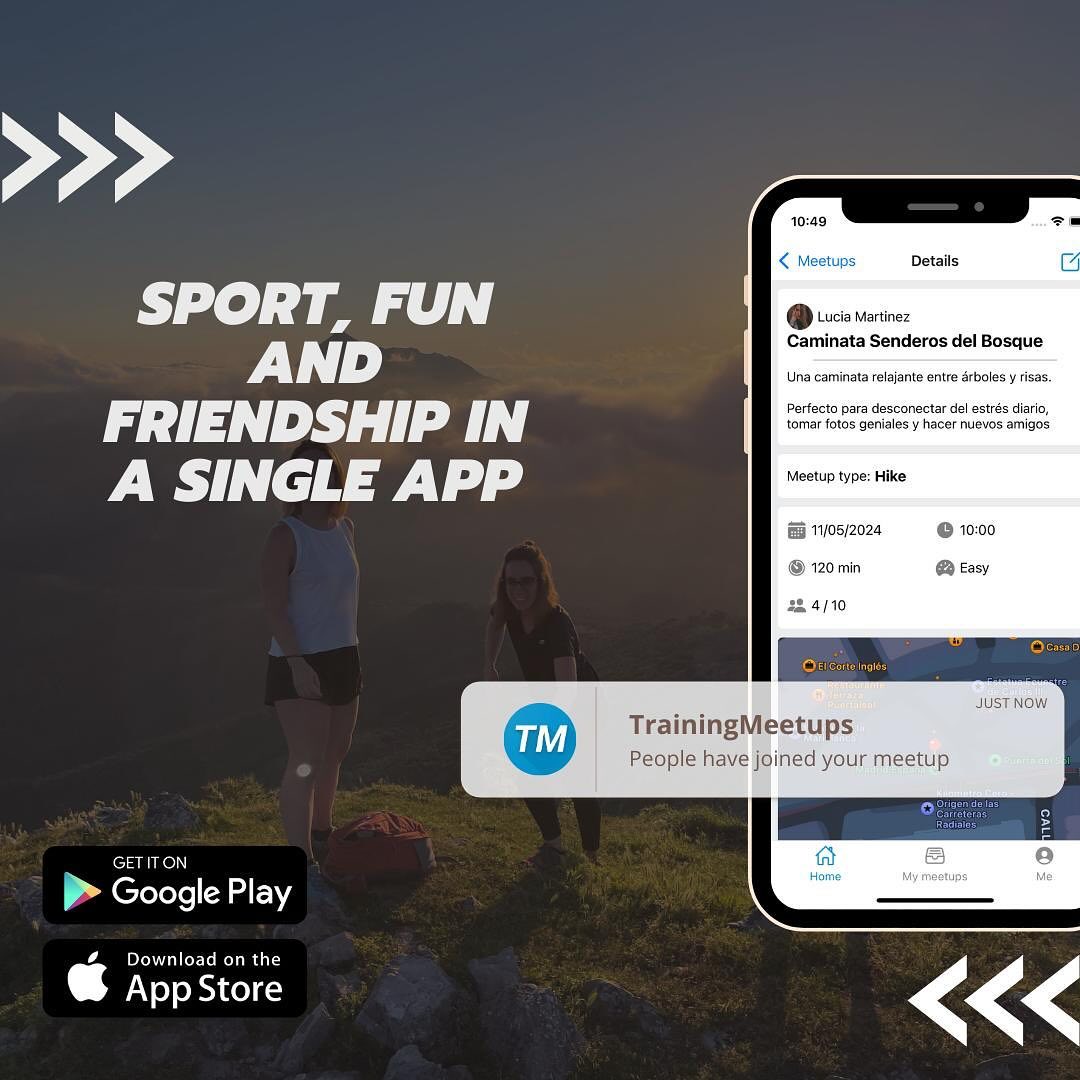 SPORT, FUN
AND
FRIENDSHIP IN
A SINGLE APP
10:49
Meetups
Details
Lucia Martinez
Caminata Senderos del Bosque
Una caminata relajante entre árboles y risas.
Perfecto para desconectar del estrés diario,
tomar fotos geniales y hacer nuevos amigos
Meetup type: Hike
11/05/2024
10:00
120 min
Easy
4 / 10
Casa D
El Corte Inglés
Restaurante
Terraza
Puertalsol
Estatua Ecuestre
de Carlos III
JUST NOW
TM
TrainingMeetups
People have joined your meetup
Puerta del Sol
Kilómetro Cero -
Origen de las
Carreteras
Radiales
CALL
Home
My meetups
Me
GET IT ON
Google Play
Download on the
App Store